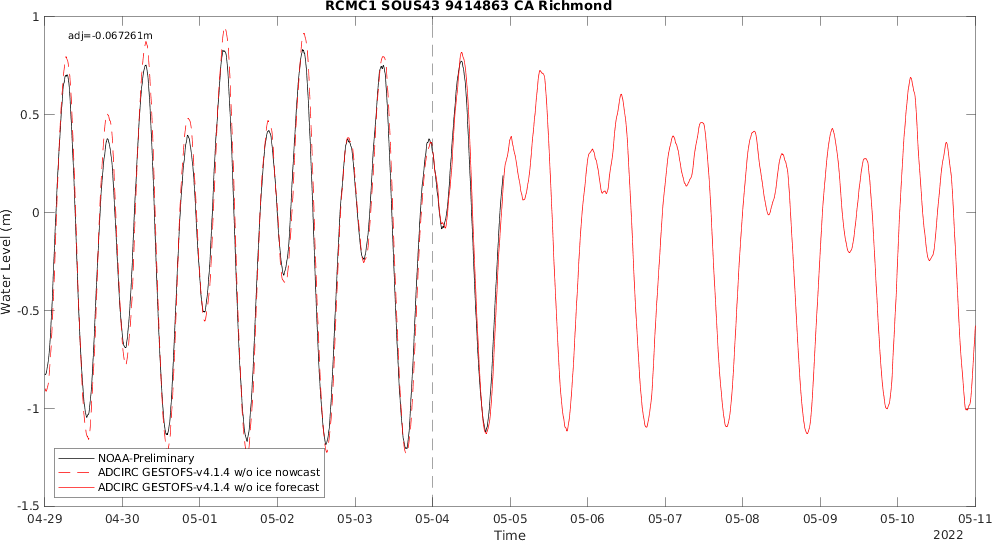 RCMC1 SOUS43 9414863 CA Richmond
adj=-0.067261m
1
0.5
0
-0.5
-1
-1.5
Water Level (m)
NOAA-Preliminary
ADCIRC GESTOFS-v4.1.4 w/o ice nowcast
ADCIRC GESTOFS-v4.1.4 w/o ice forecast
04-29 04-30 05-01 05-02 05-03 05-04 05-05 05-06 05-07 05-08 05-09 05-10 05-11
Time
2022